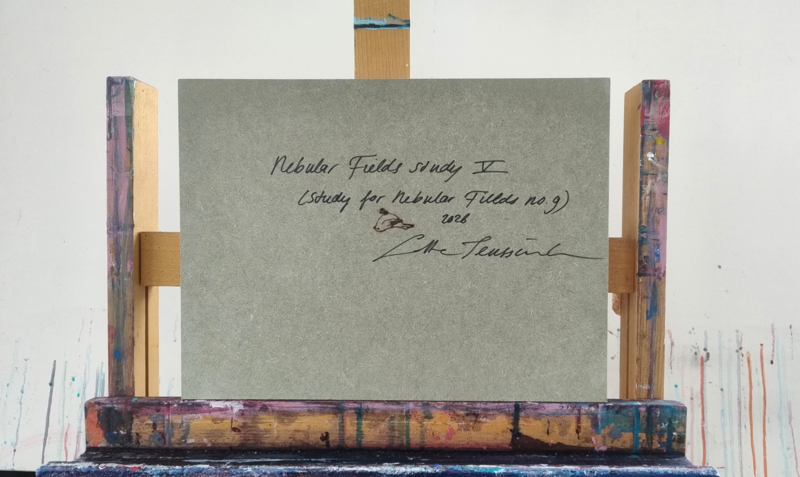 Nebular Fields study V
(Study for Nebular Fields no.9)
2026